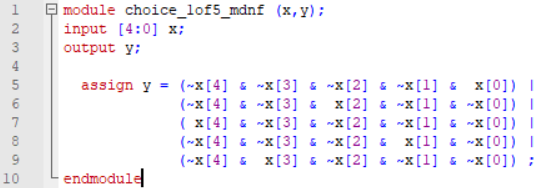 1 module choice_1of5_mdnf (x,y);
2 input [4:0] x;
3 output y;
4
5 assign y = (~x[4] & ~x[3] & ~x[2] & ~x[1] &  x[0]) |
6 (~x[4] & ~x[3] &  x[2] & ~x[1] & ~x[0]) |
7 ( x[4] & ~x[3] & ~x[2] & ~x[1] & ~x[0]) |
8 (~x[4] & ~x[3] & ~x[2] &  x[1] & ~x[0]) |
9 (~x[4] &  x[3] & ~x[2] & ~x[1] & ~x[0]) ;
10 endmodule